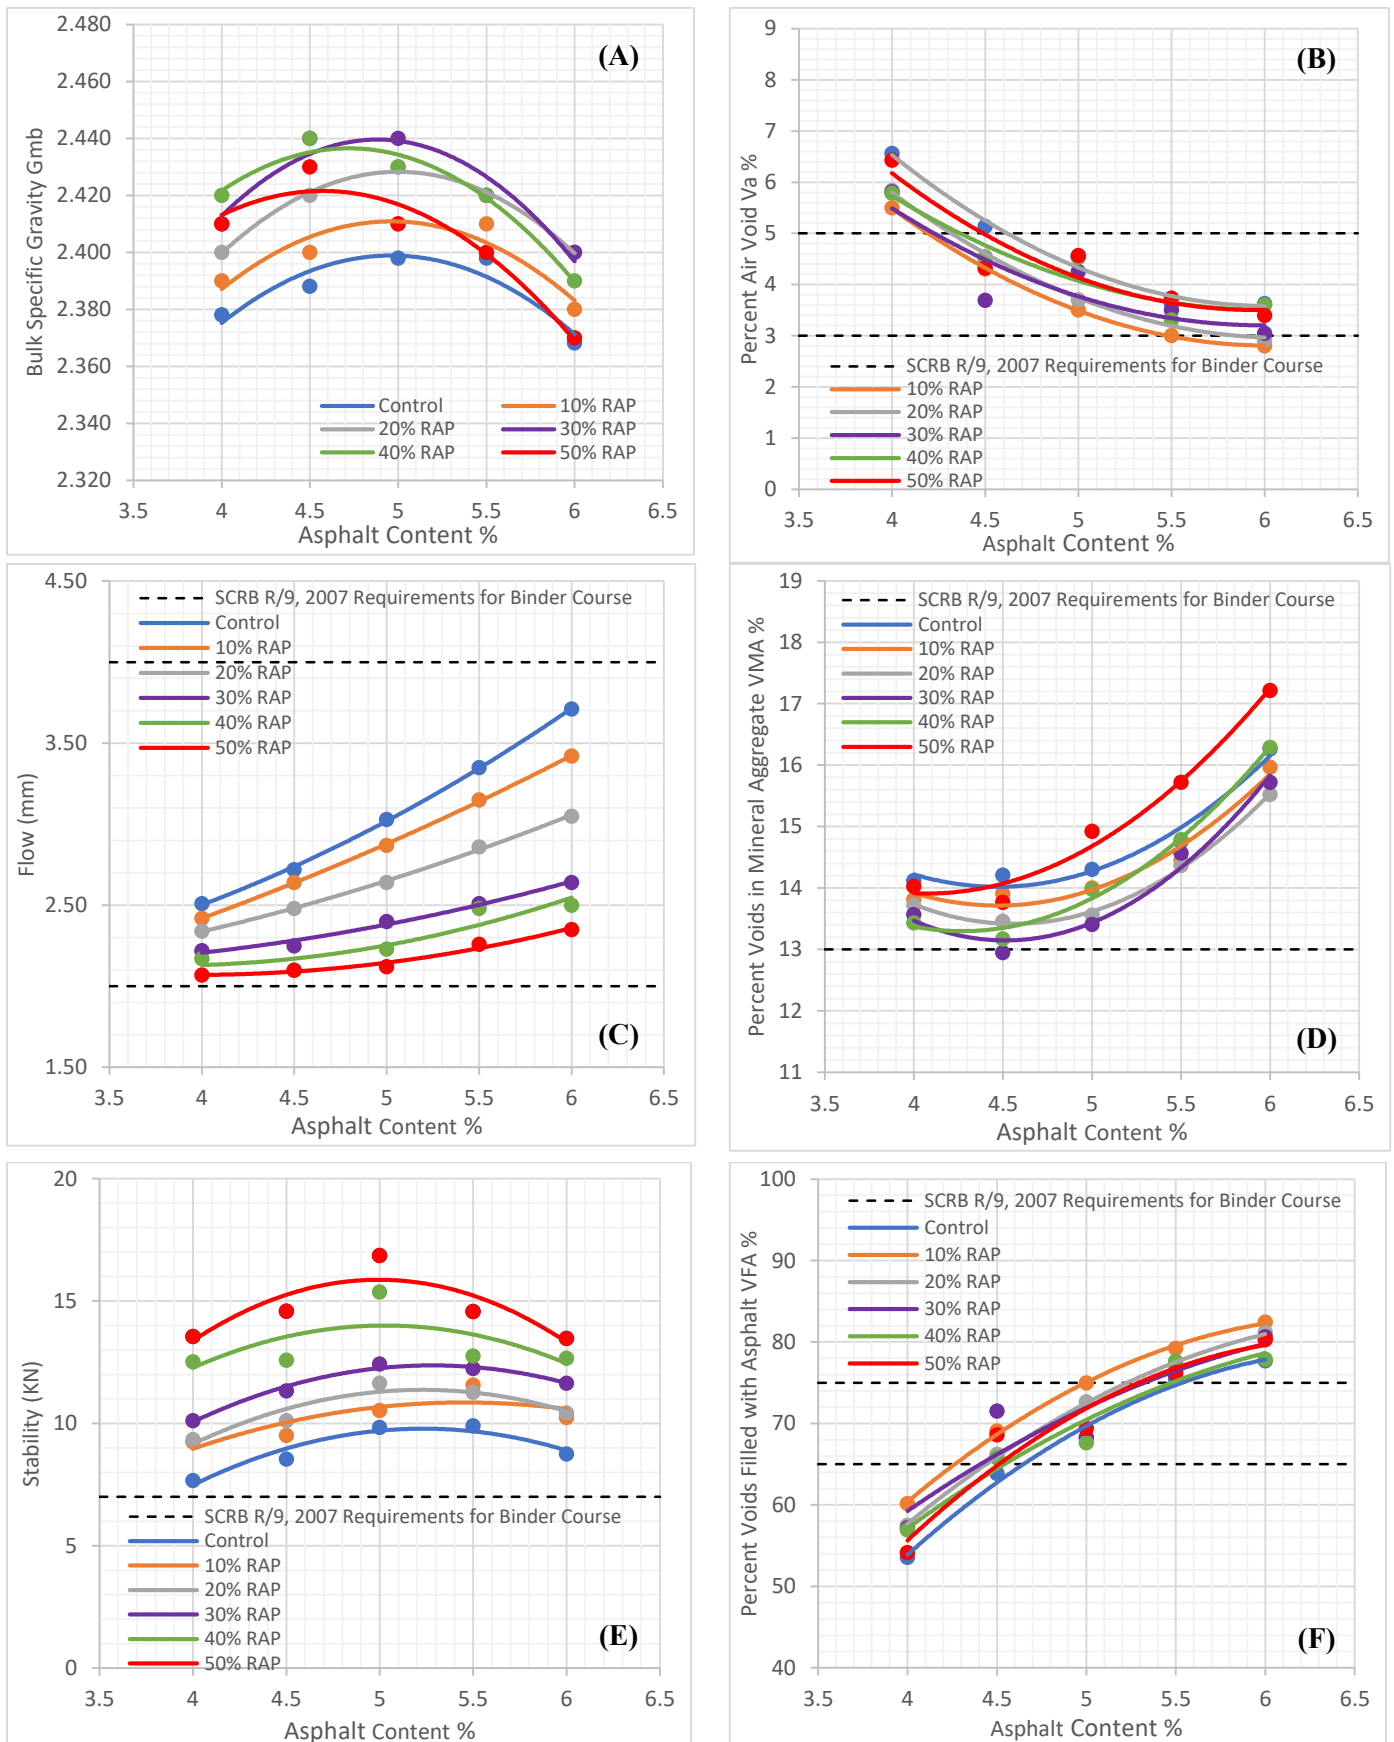 2.480
2.460
2.440
2.420
2.400
2.380
2.360
2.340
2.320
Bulk Specific Gravity Gmb
(A)
Control
10% RAP
20% RAP
30% RAP
40% RAP
50% RAP
3.5 4 4.5 5 5.5 6 6.5
Asphalt Content %
9
8
7
6
5
4
3
2
1
0
Percent Air Void Va %
(B)
SCRB R/9, 2007 Requirements for Binder Course
10% RAP
20% RAP
30% RAP
40% RAP
50% RAP
3.5 4 4.5 5 5.5 6 6.5
Asphalt Content %
4.50
3.50
2.50
1.50
Flow (mm)
SCRB R/9, 2007 Requirements for Binder Course
Control
10% RAP
20% RAP
30% RAP
40% RAP
50% RAP
(C)
3.5 4 4.5 5 5.5 6 6.5
Asphalt Content %
19
18
17
16
15
14
13
12
11
Percent Voids in Mineral Aggregate VMA %
SCRB R/9, 2007 Requirements for Binder Course
Control
10% RAP
20% RAP
30% RAP
40% RAP
50% RAP
(D)
3.5 4 4.5 5 5.5 6 6.5
Asphalt Content %
20
15
10
5
0
Stability (KN)
SCRB R/9, 2007 Requirements for Binder Course
Control
10% RAP
20% RAP
30% RAP
40% RAP
50% RAP
(E)
3.5 4 4.5 5 5.5 6 6.5
Asphalt Content %
100
90
80
70
60
50
40
Percent Voids Filled with Asphalt VFA %
SCRB R/9, 2007 Requirements for Binder Course
Control
10% RAP
20% RAP
30% RAP
40% RAP
50% RAP
(F)
3.5 4 4.5 5 5.5 6 6.5
Asphalt Content %